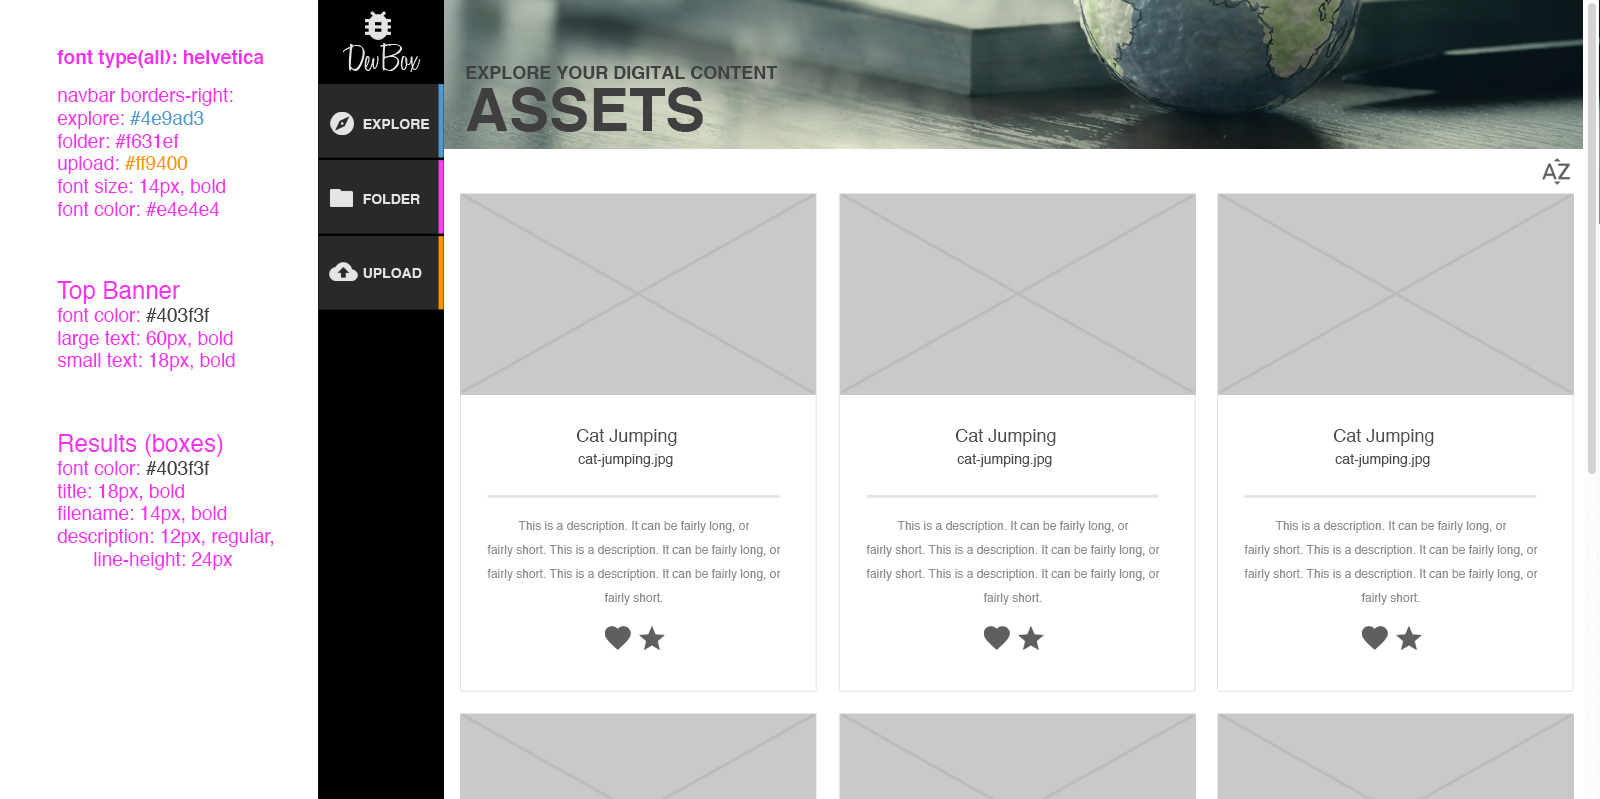 font type(all): helvetica
navbar borders-right:
explore: #4e9ad3
folder: #f631ef
upload: #ff9400
font size: 14px, bold
font color: #e4e4e4
Top Banner
font color: #403f3f
large text: 60px, bold
small text: 18px, bold
Results (boxes)
font color: #403f3f
title: 18px, bold
filename: 14px, bold
description: 12px, regular,
line-height: 24px
DevBox
EXPLORE
FOLDER
UPLOAD
EXPLORE YOUR DIGITAL CONTENT
ASSETS
AZ
Cat Jumping
cat-jumping.jpg
This is a description. It can be fairly long, or
fairly short. This is a description. It can be fairly long, or
fairly short. This is a description. It can be fairly long, or
fairly short.
Cat Jumping
cat-jumping.jpg
This is a description. It can be fairly long, or
fairly short. This is a description. It can be fairly long, or
fairly short. This is a description. It can be fairly long, or
fairly short.
Cat Jumping
cat-jumping.jpg
This is a description. It can be fairly long, or
fairly short. This is a description. It can be fairly long, or
fairly short. This is a description. It can be fairly long, or
fairly short.